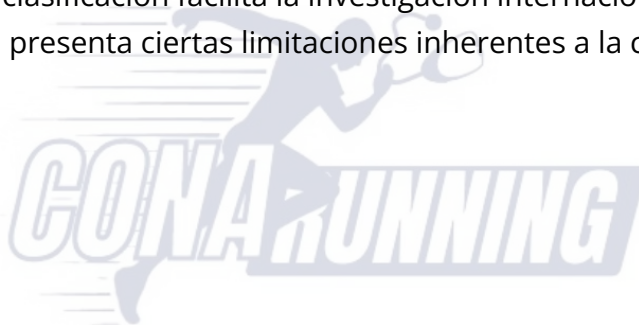 clasificación facilita la investigación internacio
presenta ciertas limitaciones inherentes a la
CONARUNNING